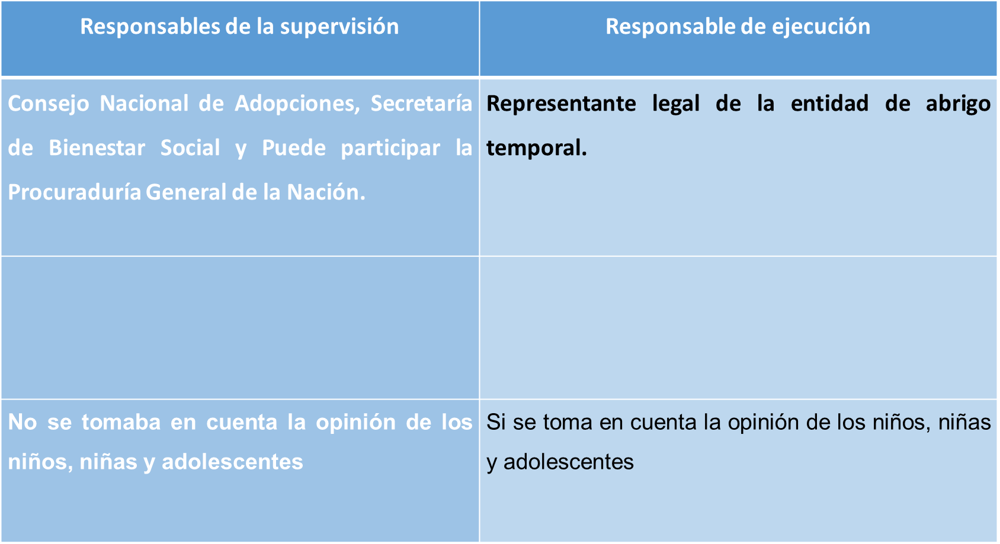 Responsables de la supervisión
Responsable de ejecución
Consejo Nacional de Adopciones, Secretaría
de Bienestar Social y Puede participar la
Procuraduría General de la Nación.
Representante legal de la entidad de abrigo
temporal.
No se tomaba en cuenta la opinión de los
niños, niñas y adolescentes
Si se toma en cuenta la opinión de los niños, niñas
y adolescentes